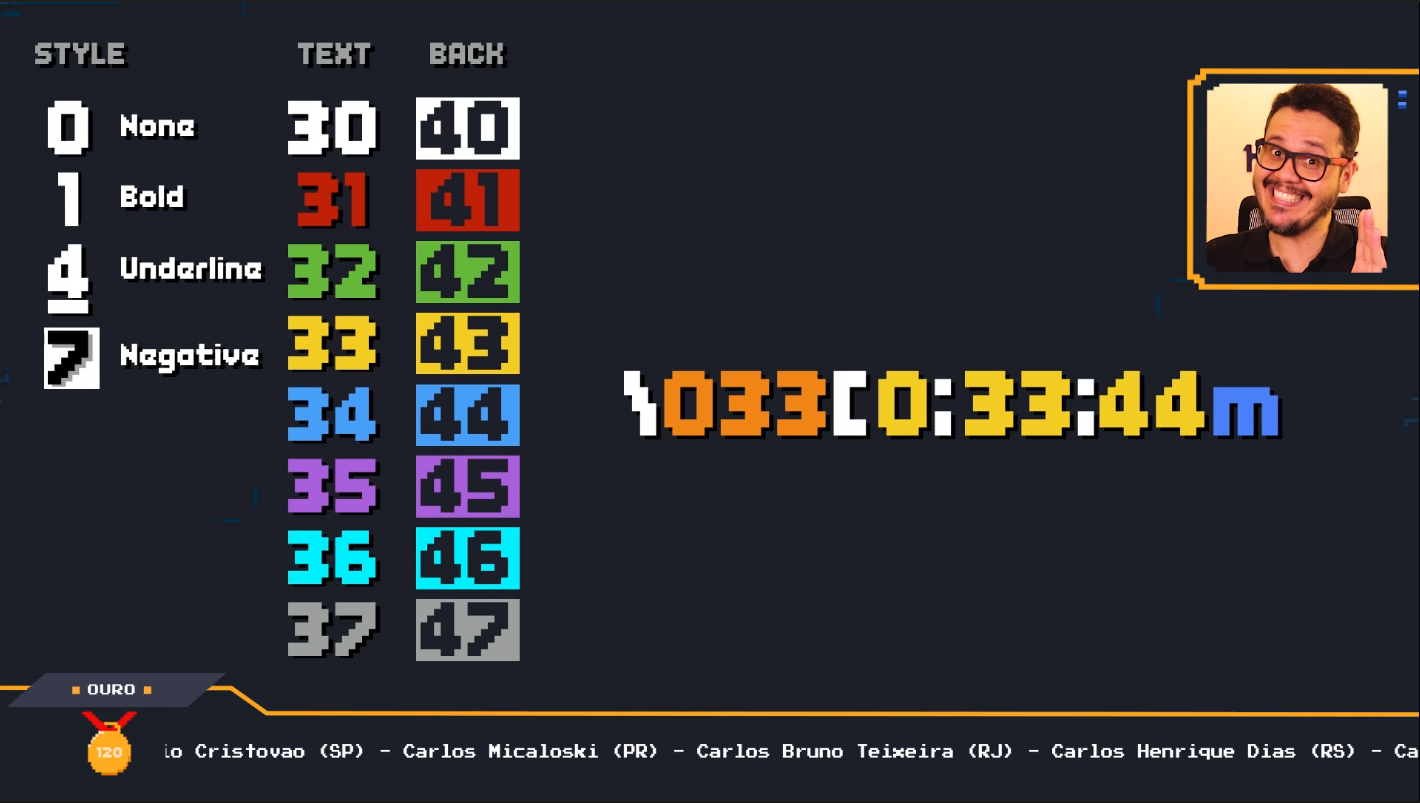 STYLE TEXT BACK
0 None 30 40
1 Bold 31 41
4 Underline 32 42
33 43
7 Negative
34 44
\033[0:33:44m
35 45
36 46
37 47
OURO
120
io Cristovao (SP) - Carlos Micaloski (PR) - Carlos Bruno Teixeira (RJ) - Carlos Henrique Dias (RS) - Ca